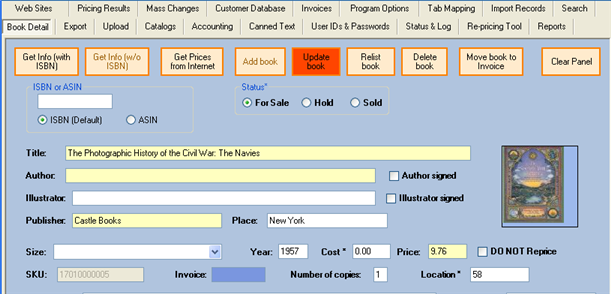 Web Sites Pricing Results Mass Changes Customer Database Invoices Program Options Tab Mapping Import Records Search
Book Detail Export Upload Catalogs Accounting Canned Text User IDs & Passwords Status & Log Re-pricing Tool Reports
Get Info (with ISBN) Get Info (w/o ISBN) Get Prices from Internet Add book Update book Relist book Delete book Move book to Invoice Clear Panel
ISBN or ASIN Status*
ISBN (Default) ASIN For Sale Hold Sold
Title: The Photographic History of the Civil War: The Navies
Author: Author signed
Illustrator: Illustrator signed
Publisher: Castle Books Place: New York
Size: Year: 1957 Cost * 0.00 Price: 9.76 DO NOT Reprice
SKU: 17010000005 Invoice: Number of copies: 1 Location * 58